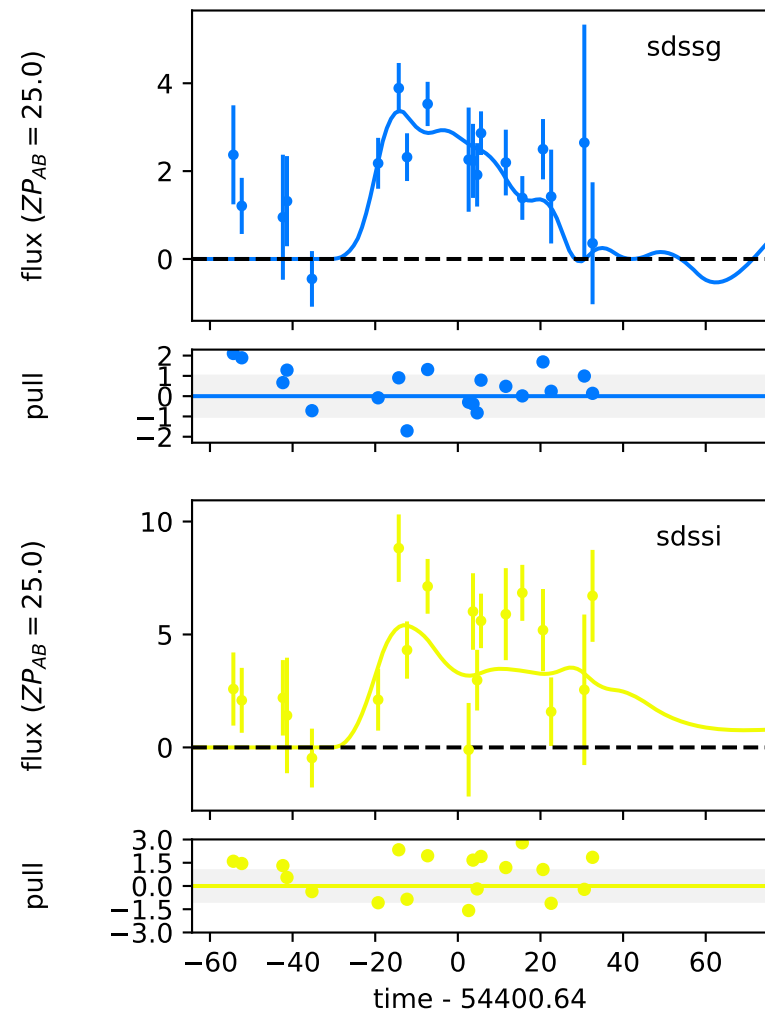 sdssg
flux (ZP_AB = 25.0)
4
2
0
pull
2
1
0
−1
−2
sdssi
flux (ZP_AB = 25.0)
10
5
0
pull
3.0
1.5
0.0
−1.5
−3.0
−60 −40 −20 0 20 40 60
time - 54400.64